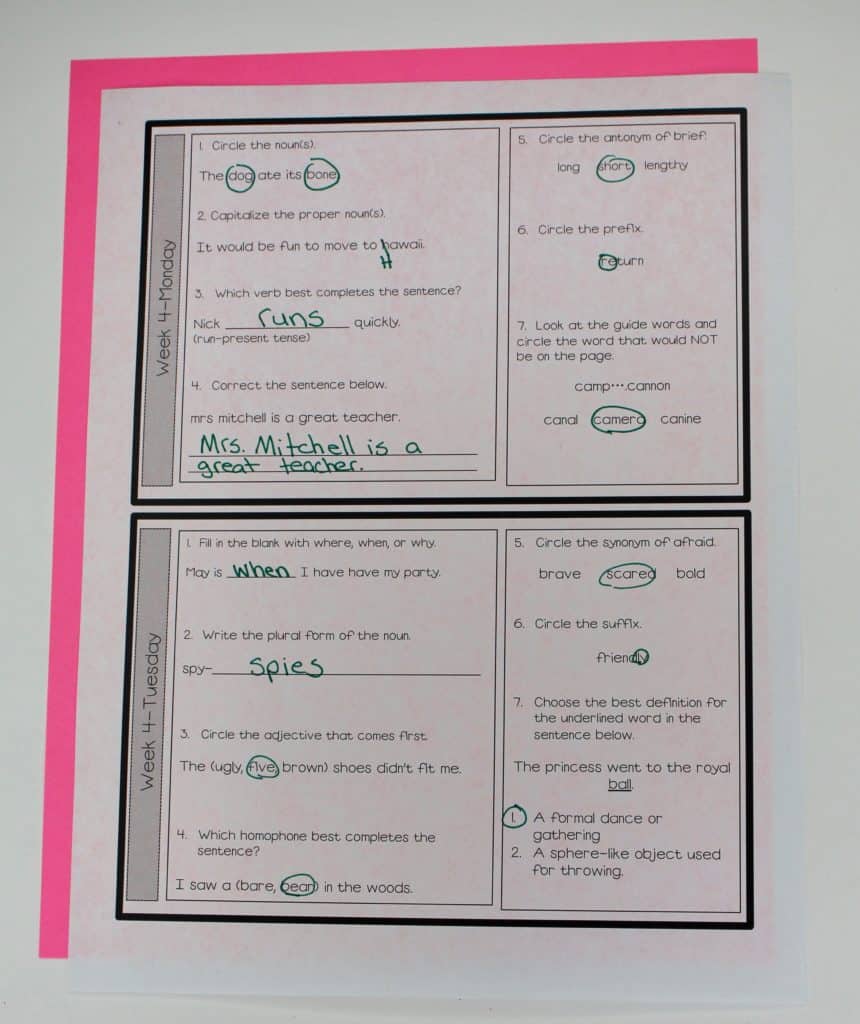 Week 4-Monday
1. Circle the noun(s).
The dog ate its bone.
2. Capitalize the proper noun(s).
It would be fun to move to hawaii.
H
3. Which verb best completes the sentence?
Nick runs quickly.
(run-present tense)
4. Correct the sentence below.
mrs mitchell is a great teacher.
Mrs. Mitchell is a
great teacher.
5. Circle the antonym of brief.
long short lengthy
6. Circle the prefix.
return
7. Look at the guide words and
circle the word that would NOT
be on the page.
camp....cannon
canal camera canine
Week 4-Tuesday
1. Fill in the blank with where, when, or why.
May is when I have have my party.
2. Write the plural form of the noun.
spy- spies
3. Circle the adjective that comes first.
The (ugly, five, brown) shoes didn't fit me.
4. Which homophone best completes the
sentence?
I saw a (bare, bear) in the woods.
5. Circle the synonym of afraid.
brave scared bold
6. Circle the suffix.
friendly
7. Choose the best definition for
the underlined word in the
sentence below.
The princess went to the royal
ball.
1. A formal dance or
gathering
2. A sphere-like object used
for throwing.